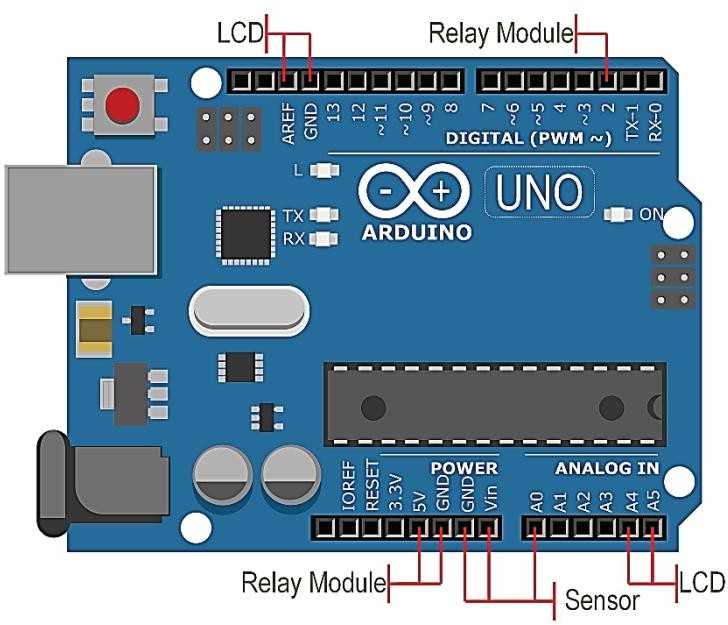 LCD
Relay Module
AREF
GND
13
12
~11
~10
~9
8
7
~6
~5
4
~3
2
TX-1
RX-0
DIGITAL (PWM ~)
L
TX
RX
- +
UNO
ON
ARDUINO
POWER
ANALOG IN
IOREF
RESET
3.3V
5V
GND
GND
Vin
A0
A1
A2
A3
A4
A5
Relay Module
Sensor
LCD